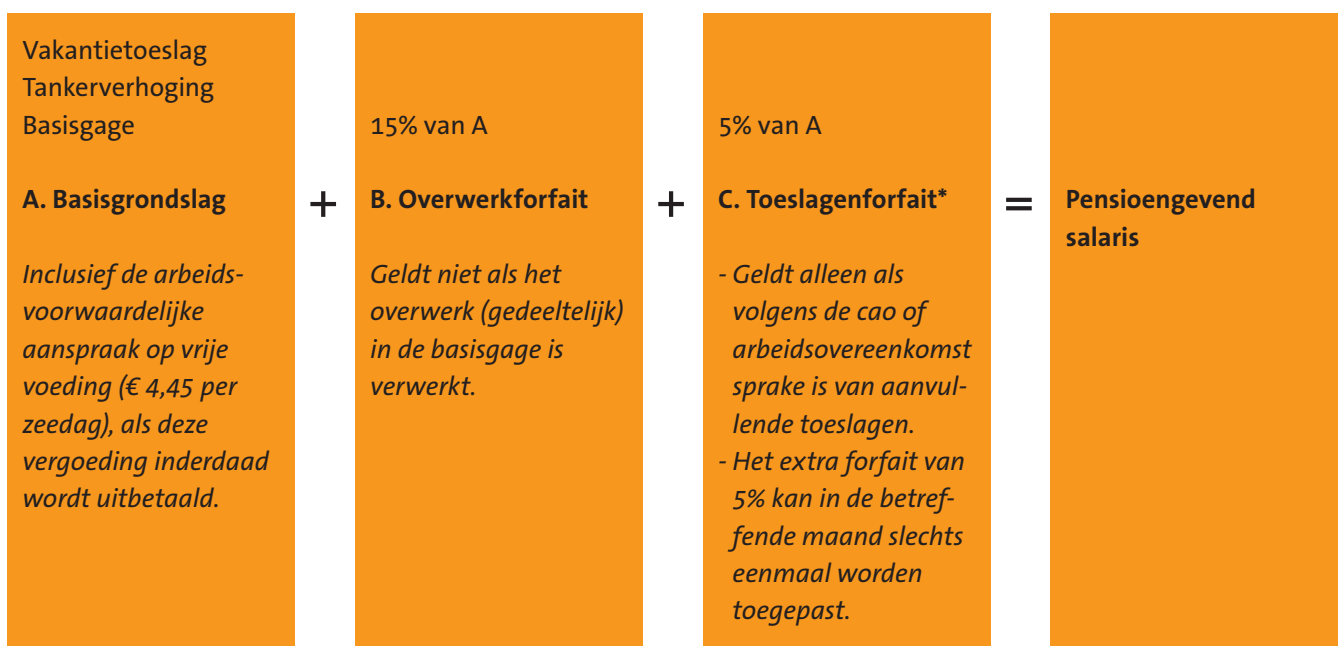 Vakantietoeslag
Tankerverhoging
Basisgage
A. Basisgrondslag
Inclusief de arbeids-
voorwaardelijke
aanspraak op vrije
voeding (€ 4,45 per
zeedag), als deze
vergoeding inderdaad
wordt uitbetaald.
+
15% van A
B. Overwerkforfait
Geldt niet als het
overwerk (gedeeltelijk)
in de basisgage is
verwerkt.
+
5% van A
C. Toeslagenforfait*
- Geldt alleen als
volgens de cao of
arbeidsovereenkomst
sprake is van aanvul-
lende toeslagen.
- Het extra forfait van
5% kan in de betref-
fende maand slechts
eenmaal worden
toegepast.
=
Pensioengevend
salaris